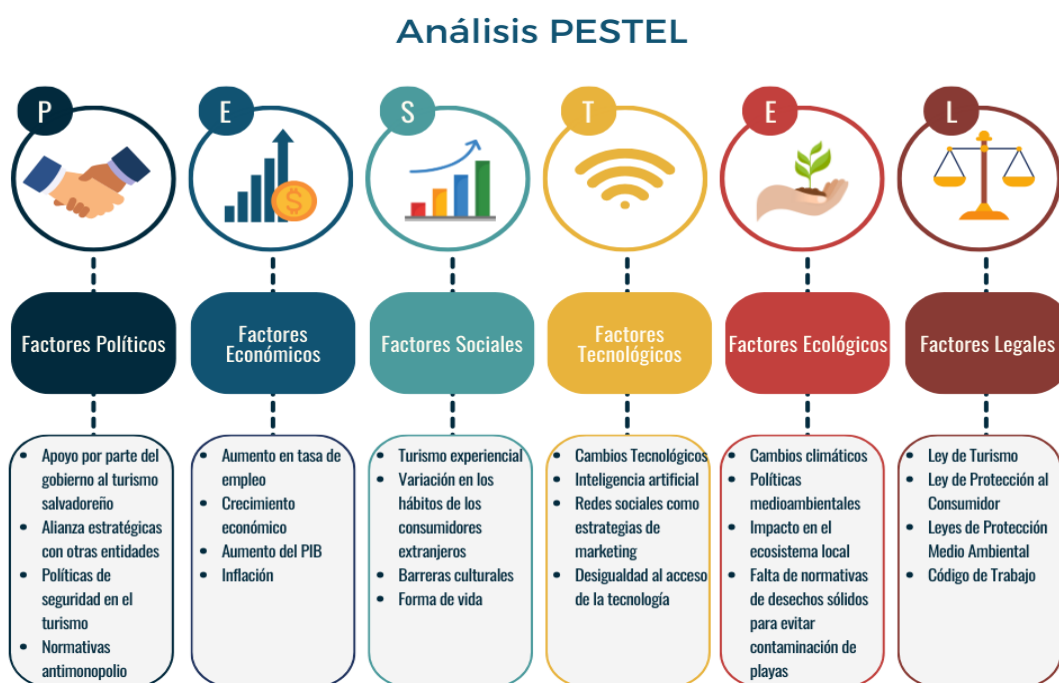 Análisis PESTEL
P
E
S
T
E
L
$
Factores Políticos
Factores
Económicos
Factores Sociales
Factores
Tecnológicos
Factores Ecológicos
Factores Legales
• Apoyo por parte del
gobierno al turismo
salvadoreño
• Alianza estratégicas
con otras entidades
• Políticas de
seguridad en el
turismo
• Normativas
antimonopolio
• Aumento en tasa de
empleo
• Crecimiento
económico
• Aumento del PIB
• Inflación
• Turismo experiencial
• Variación en los
hábitos de los
consumidores
extranjeros
• Barreras culturales
• Forma de vida
• Cambios Tecnológicos
• Inteligencia artificial
• Redes sociales como
estrategias de
marketing
• Desigualdad al acceso
de la tecnología
• Cambios climáticos
• Políticas
medioambientales
• Impacto en el
ecosistema local
• Falta de normativas
de desechos sólidos
para evitar
contaminación de
playas
• Ley de Turismo
• Ley de Protección al
Consumidor
• Leyes de Protección
Medio Ambiental
• Código de Trabajo